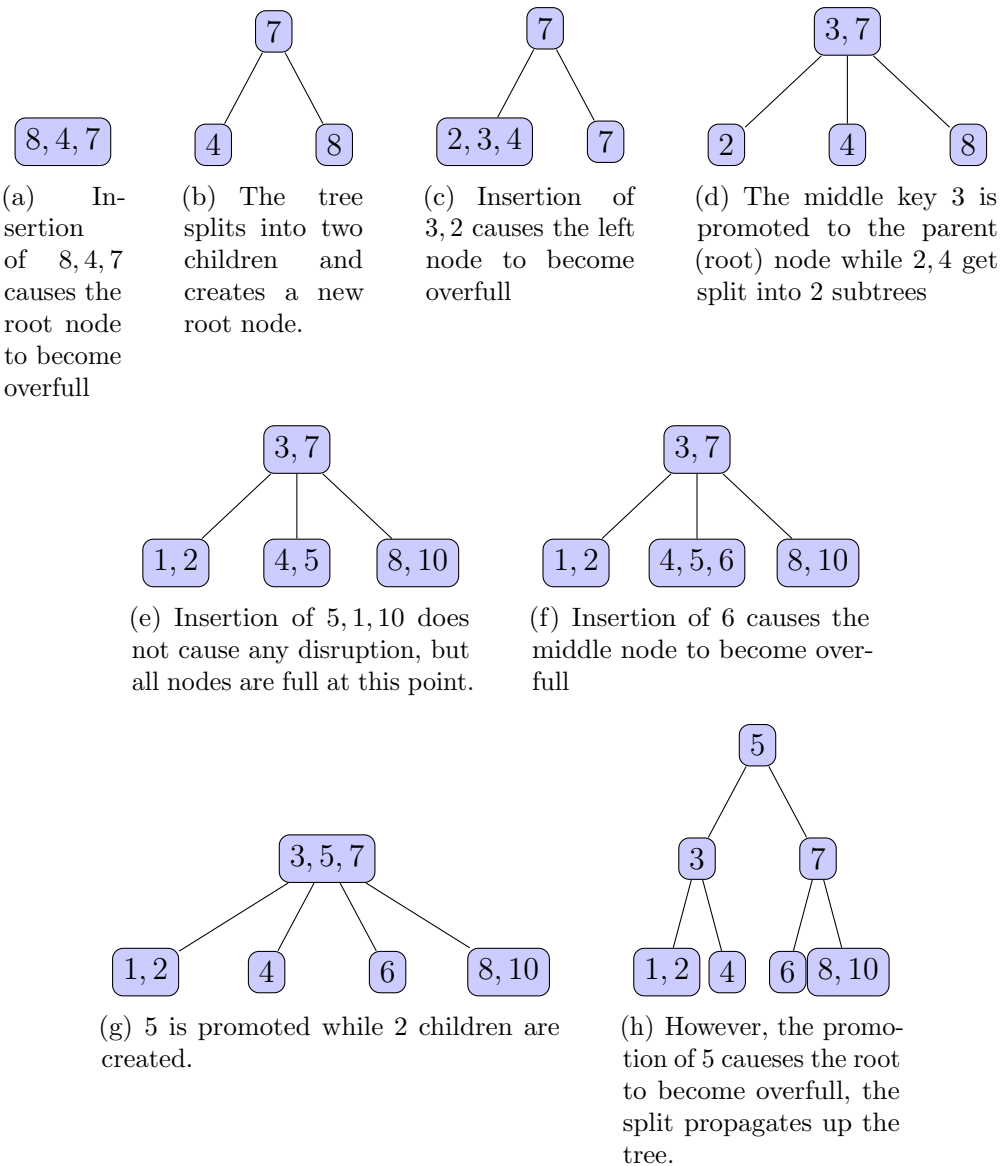 8, 4, 7
(a) In-
sertion
of 8, 4, 7
causes the
root node
to become
overfull
7
4
8
(b) The tree
splits into two
children and
creates a new
root node.
7
2, 3, 4
7
(c) Insertion of
3, 2 causes the left
node to become
overfull
3, 7
2
4
8
(d) The middle key 3 is
promoted to the parent
(root) node while 2, 4 get
split into 2 subtrees
3, 7
1, 2
4, 5
8, 10
(e) Insertion of 5, 1, 10 does
not cause any disruption, but
all nodes are full at this point.
3, 7
1, 2
4, 5, 6
8, 10
(f) Insertion of 6 causes the
middle node to become over-
full
3, 5, 7
1, 2
4
6
8, 10
(g) 5 is promoted while 2 children are
created.
5
3
7
1, 2
4
6
8, 10
(h) However, the promo-
tion of 5 caueses the root
to become overfull, the
split propagates up the
tree.